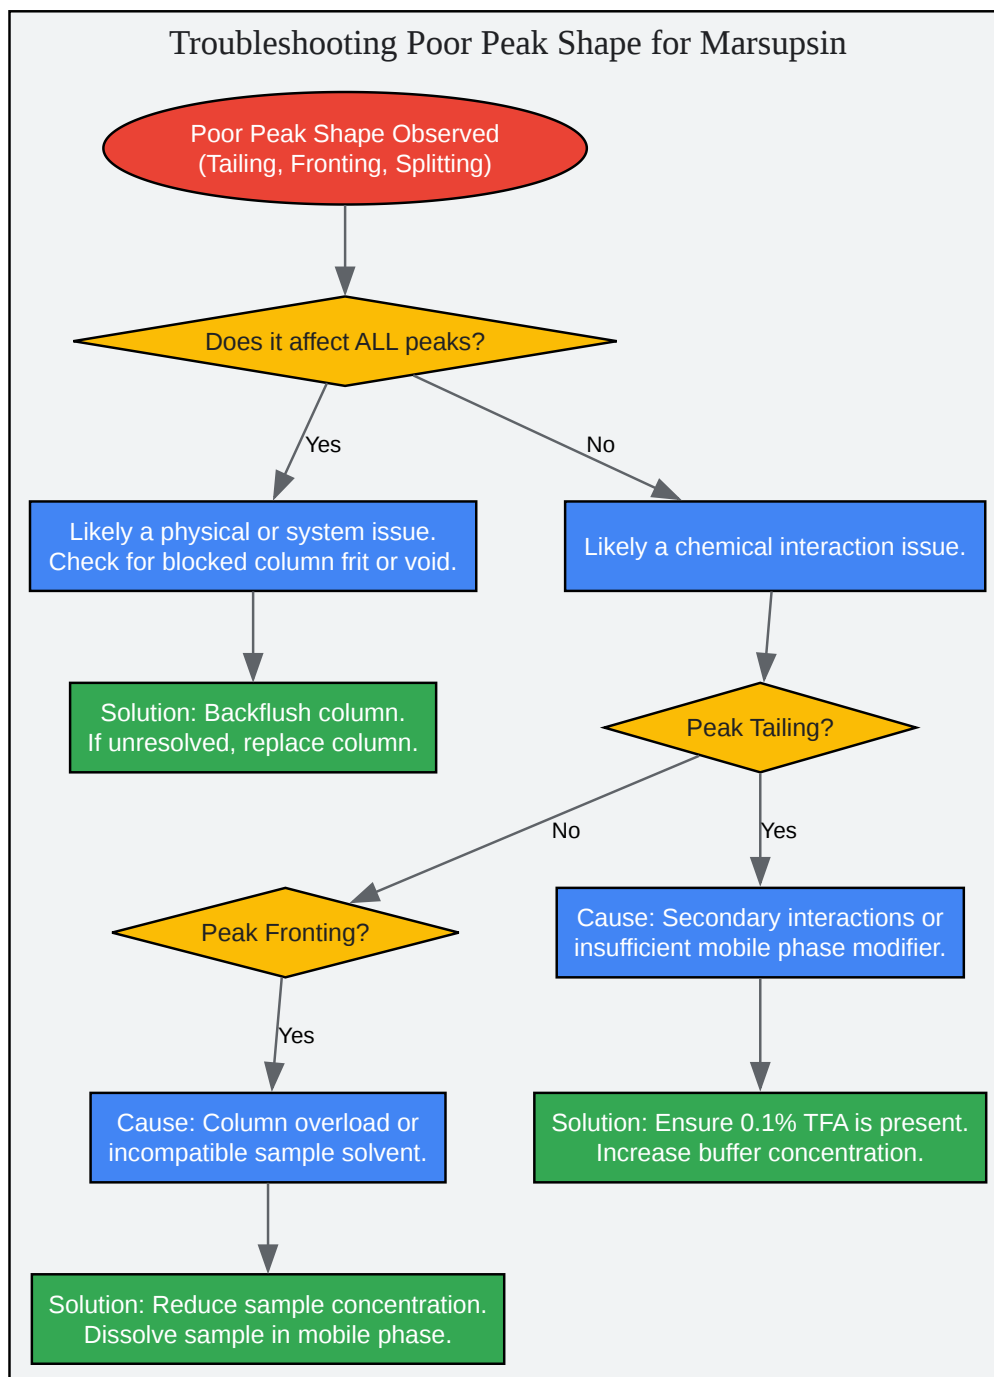 Troubleshooting Poor Peak Shape for Marsupsin
Poor Peak Shape Observed
(Tailing, Fronting, Splitting)
Does it affect ALL peaks?
Yes
No
Likely a physical or system issue.
Check for blocked column frit or void.
Likely a chemical interaction issue.
Solution: Backflush column.
If unresolved, replace column.
Peak Tailing?
No
Yes
Peak Fronting?
Cause: Secondary interactions or
insufficient mobile phase modifier.
Yes
Cause: Column overload or
incompatible sample solvent.
Solution: Ensure 0.1% TFA is present.
Increase buffer concentration.
Solution: Reduce sample concentration.
Dissolve sample in mobile phase.